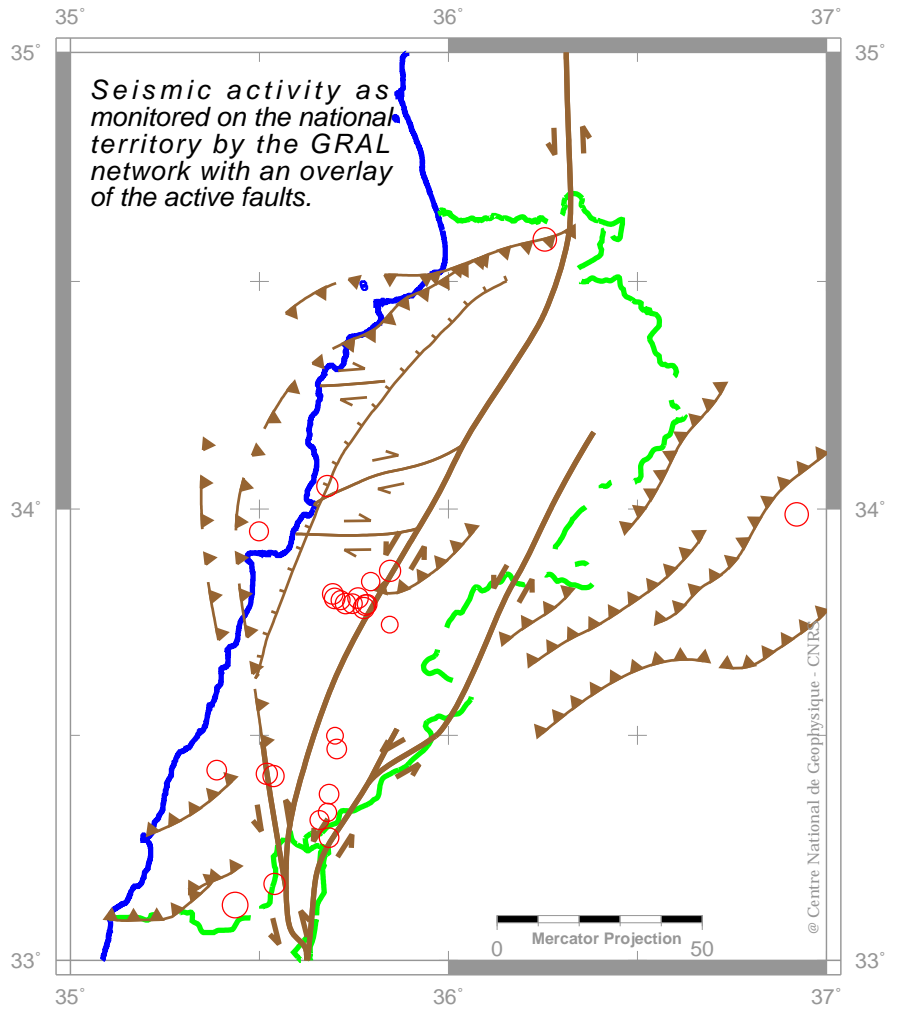 35° 36° 37°
35° 35°
Seismic activity as
monitored on the national
territory by the GRAL
network with an overlay
of the active faults.
34° 34°
@ Centre National de Geophysique - CNRS
Mercator Projection
0 50
33° 33°
35° 36° 37°